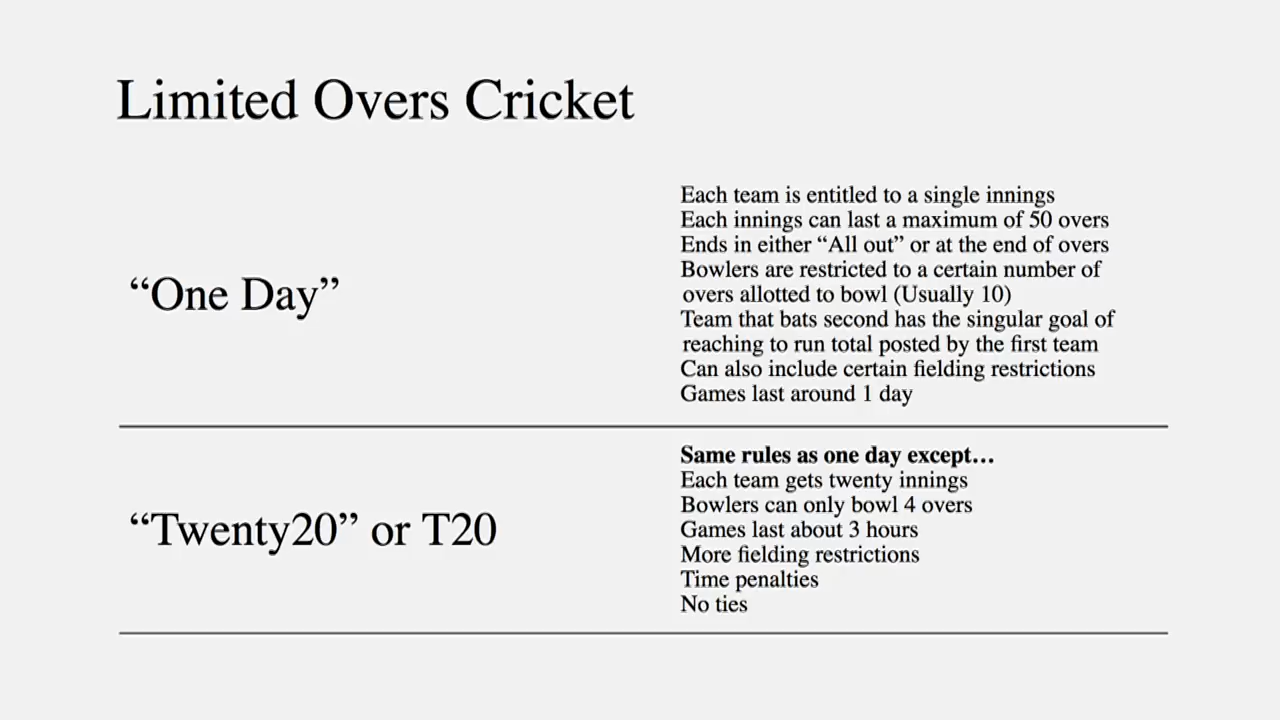 Limited Overs Cricket
“One Day”
Each team is entitled to a single innings
Each innings can last a maximum of 50 overs
Ends in either “All out” or at the end of overs
Bowlers are restricted to a certain number of
overs allotted to bowl (Usually 10)
Team that bats second has the singular goal of
reaching to run total posted by the first team
Can also include certain fielding restrictions
Games last around 1 day
“Twenty20” or T20
Same rules as one day except…
Each team gets twenty innings
Bowlers can only bowl 4 overs
Games last about 3 hours
More fielding restrictions
Time penalties
No ties